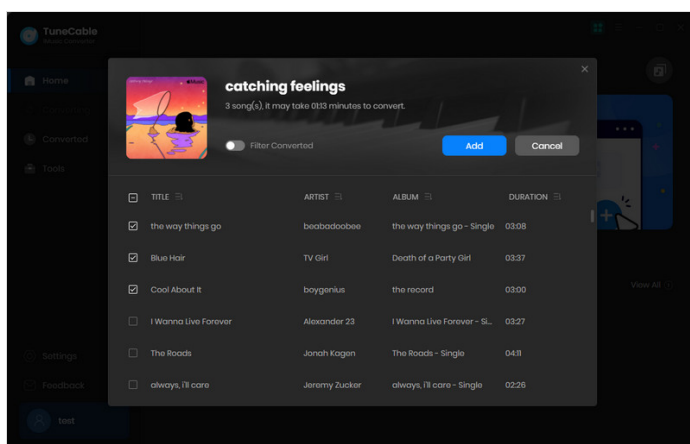 TuneCable
iMusic Converter
Home
Converted
Tools
Settings
Feedback
test
Music
catching feelings
3 song(s), it may take 01:13 minutes to convert.
Filter Converted
Add
Cancel
TITLE
ARTIST
ALBUM
DURATION
the way things go
beabadoobee
the way things go - Single
03:08
Blue Hair
TV Girl
Death of a Party Girl
03:37
Cool About It
boygenius
the record
03:00
I Wanna Live Forever
Alexander 23
I Wanna Live Forever - Si...
03:27
The Roads
Jonah Kagen
The Roads - Single
04:11
always, i'll care
Jeremy Zucker
always, i'll care - Single
02:26
View All